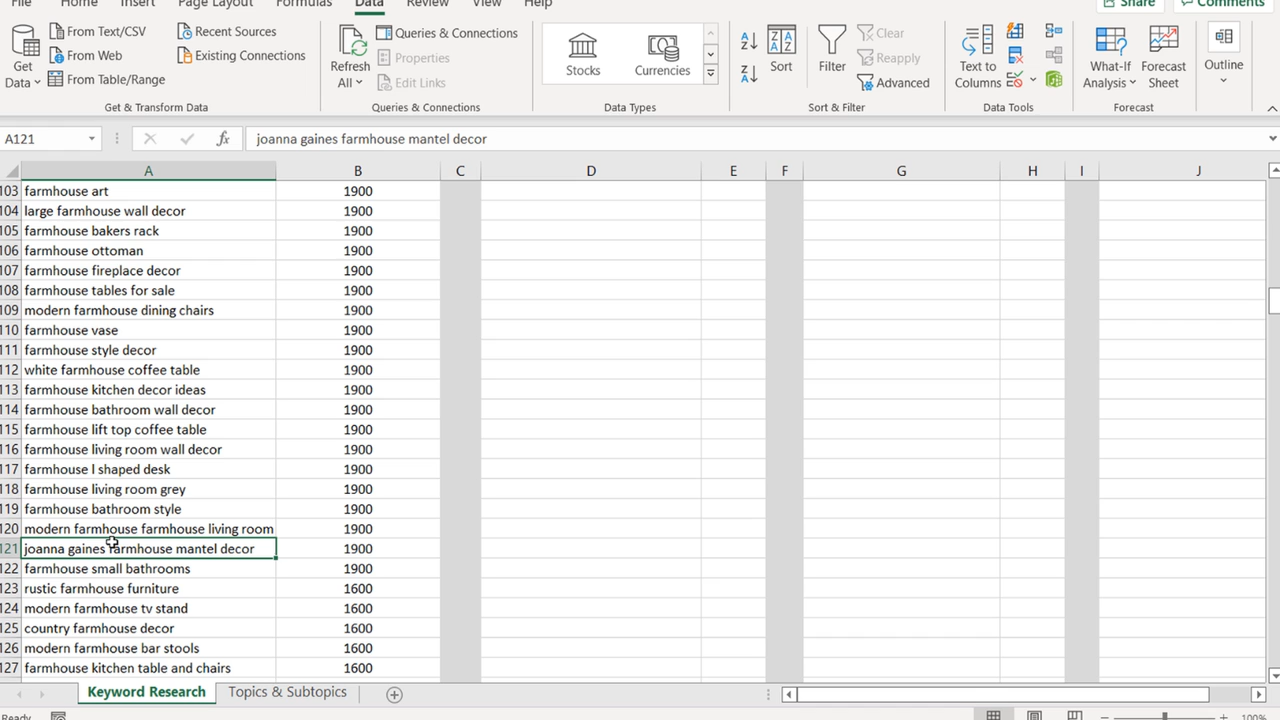 File Home Insert Page Layout Formulas Data Review View Help Share Comments
From Text/CSV Recent Sources Queries & Connections Clear
From Web Existing Connections Properties Reapply
Get Data From Table/Range Refresh All Edit Links Stocks Currencies Sort Filter Advanced Text to Columns What-If Analysis Forecast Sheet Outline
Get & Transform Data Queries & Connections Data Types Sort & Filter Data Tools Forecast
A121 fx joanna gaines farmhouse mantel decor
A B C D E F G H I J
103 farmhouse art 1900
104 large farmhouse wall decor 1900
105 farmhouse bakers rack 1900
106 farmhouse ottoman 1900
107 farmhouse fireplace decor 1900
108 farmhouse tables for sale 1900
109 modern farmhouse dining chairs 1900
110 farmhouse vase 1900
111 farmhouse style decor 1900
112 white farmhouse coffee table 1900
113 farmhouse kitchen decor ideas 1900
114 farmhouse bathroom wall decor 1900
115 farmhouse lift top coffee table 1900
116 farmhouse living room wall decor 1900
117 farmhouse l shaped desk 1900
118 farmhouse living room grey 1900
119 farmhouse bathroom style 1900
120 modern farmhouse farmhouse living room 1900
121 joanna gaines farmhouse mantel decor 1900
122 farmhouse small bathrooms 1900
123 rustic farmhouse furniture 1600
124 modern farmhouse tv stand 1600
125 country farmhouse decor 1600
126 modern farmhouse bar stools 1600
127 farmhouse kitchen table and chairs 1600
Keyword Research Topics & Subtopics
Ready 100%